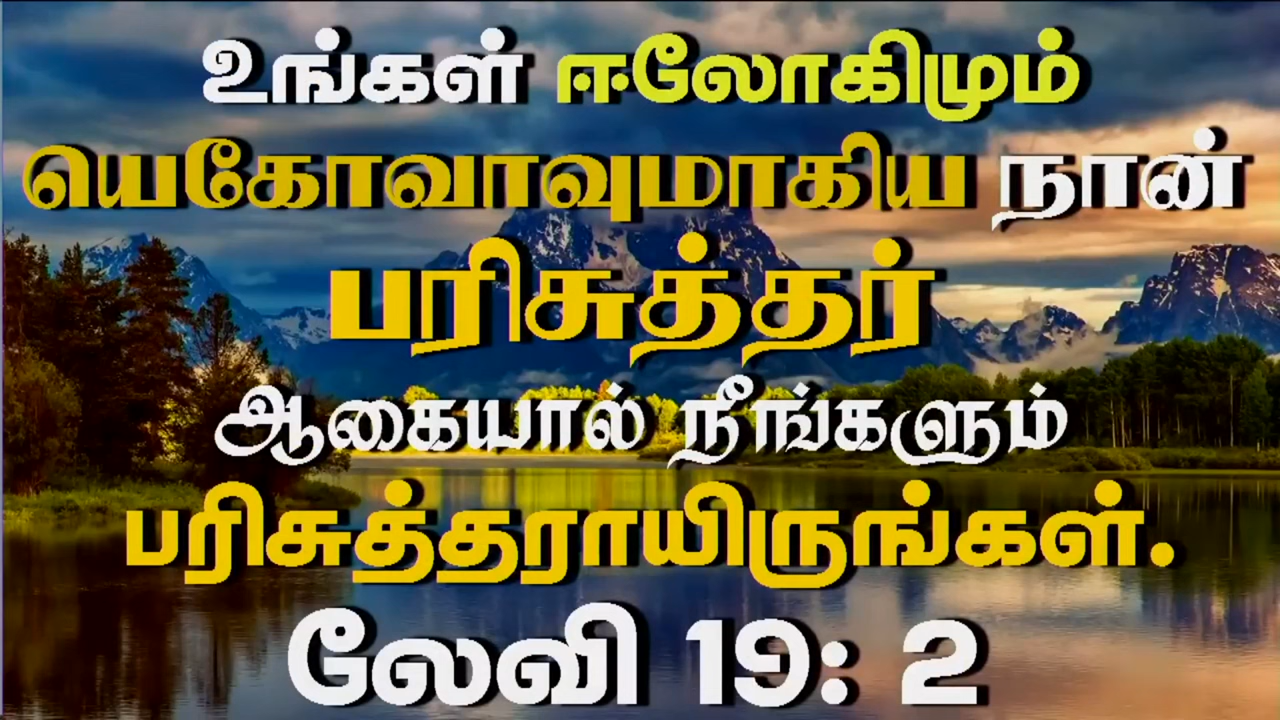 உங்கள் ஈலோகிமும்
யெகோவாவுமாகிய நான்
பரிசுத்தர்
ஆகையால் நீங்களும்
பரிசுத்தராயிருங்கள்.
லேவி 19: 2